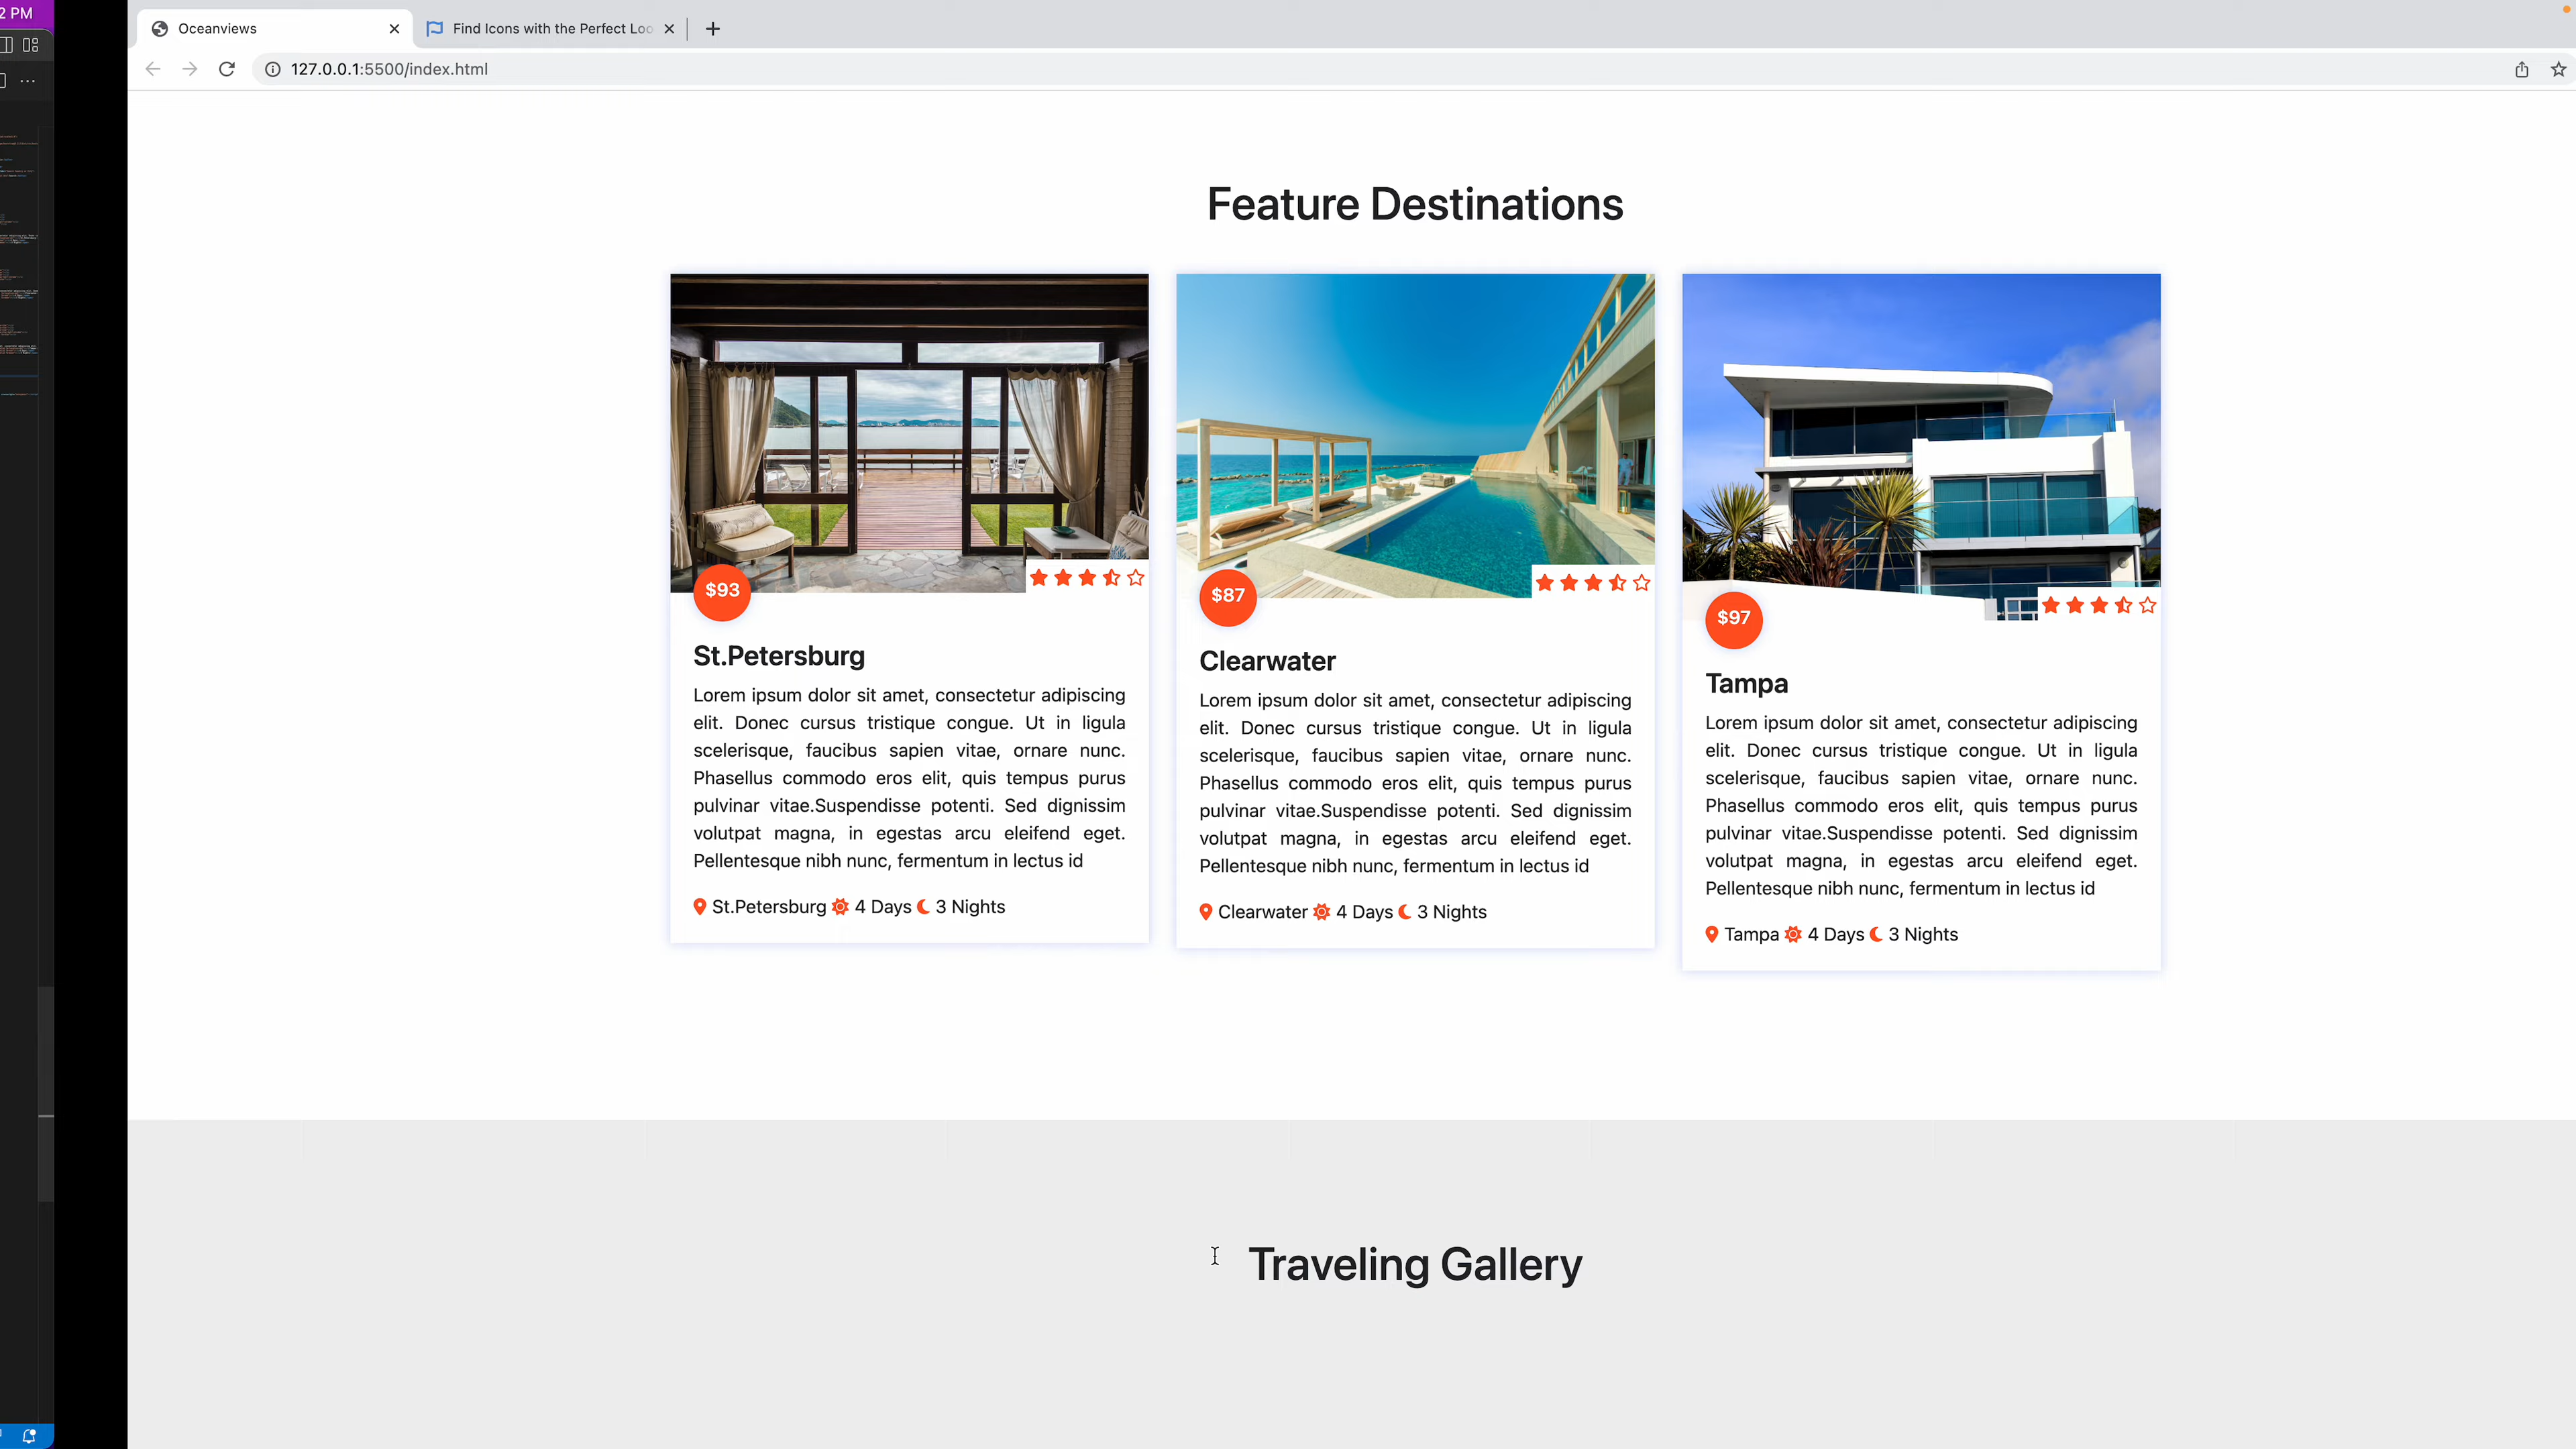 2 PM
Oceanviews
Find Icons with the Perfect Loo
127.0.0.1:5500/index.html
Feature Destinations
$93
St.Petersburg
Lorem ipsum dolor sit amet, consectetur adipiscing
elit. Donec cursus tristique congue. Ut in ligula
scelerisque, faucibus sapien vitae, ornare nunc.
Phasellus commodo eros elit, quis tempus purus
pulvinar vitae.Suspendisse potenti. Sed dignissim
volutpat magna, in egestas arcu eleifend eget.
Pellentesque nibh nunc, fermentum in lectus id
St.Petersburg 4 Days 3 Nights
$87
Clearwater
Lorem ipsum dolor sit amet, consectetur adipiscing
elit. Donec cursus tristique congue. Ut in ligula
scelerisque, faucibus sapien vitae, ornare nunc.
Phasellus commodo eros elit, quis tempus purus
pulvinar vitae.Suspendisse potenti. Sed dignissim
volutpat magna, in egestas arcu eleifend eget.
Pellentesque nibh nunc, fermentum in lectus id
Clearwater 4 Days 3 Nights
$97
Tampa
Lorem ipsum dolor sit amet, consectetur adipiscing
elit. Donec cursus tristique congue. Ut in ligula
scelerisque, faucibus sapien vitae, ornare nunc.
Phasellus commodo eros elit, quis tempus purus
pulvinar vitae.Suspendisse potenti. Sed dignissim
volutpat magna, in egestas arcu eleifend eget.
Pellentesque nibh nunc, fermentum in lectus id
Tampa 4 Days 3 Nights
Traveling Gallery